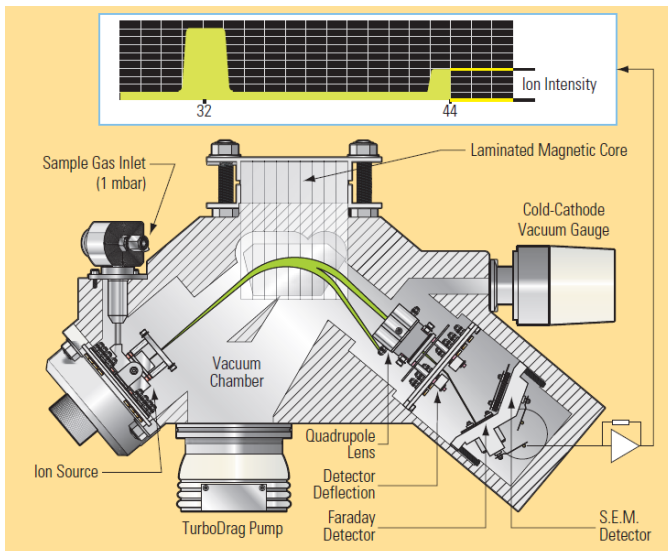 Ion Intensity
32
44
Sample Gas Inlet
(1 mbar)
Laminated Magnetic Core
Cold-Cathode
Vacuum Gauge
Vacuum
Chamber
Ion Source
TurboDrag Pump
Quadrupole
Lens
Detector
Deflection
Faraday
Detector
S.E.M.
Detector